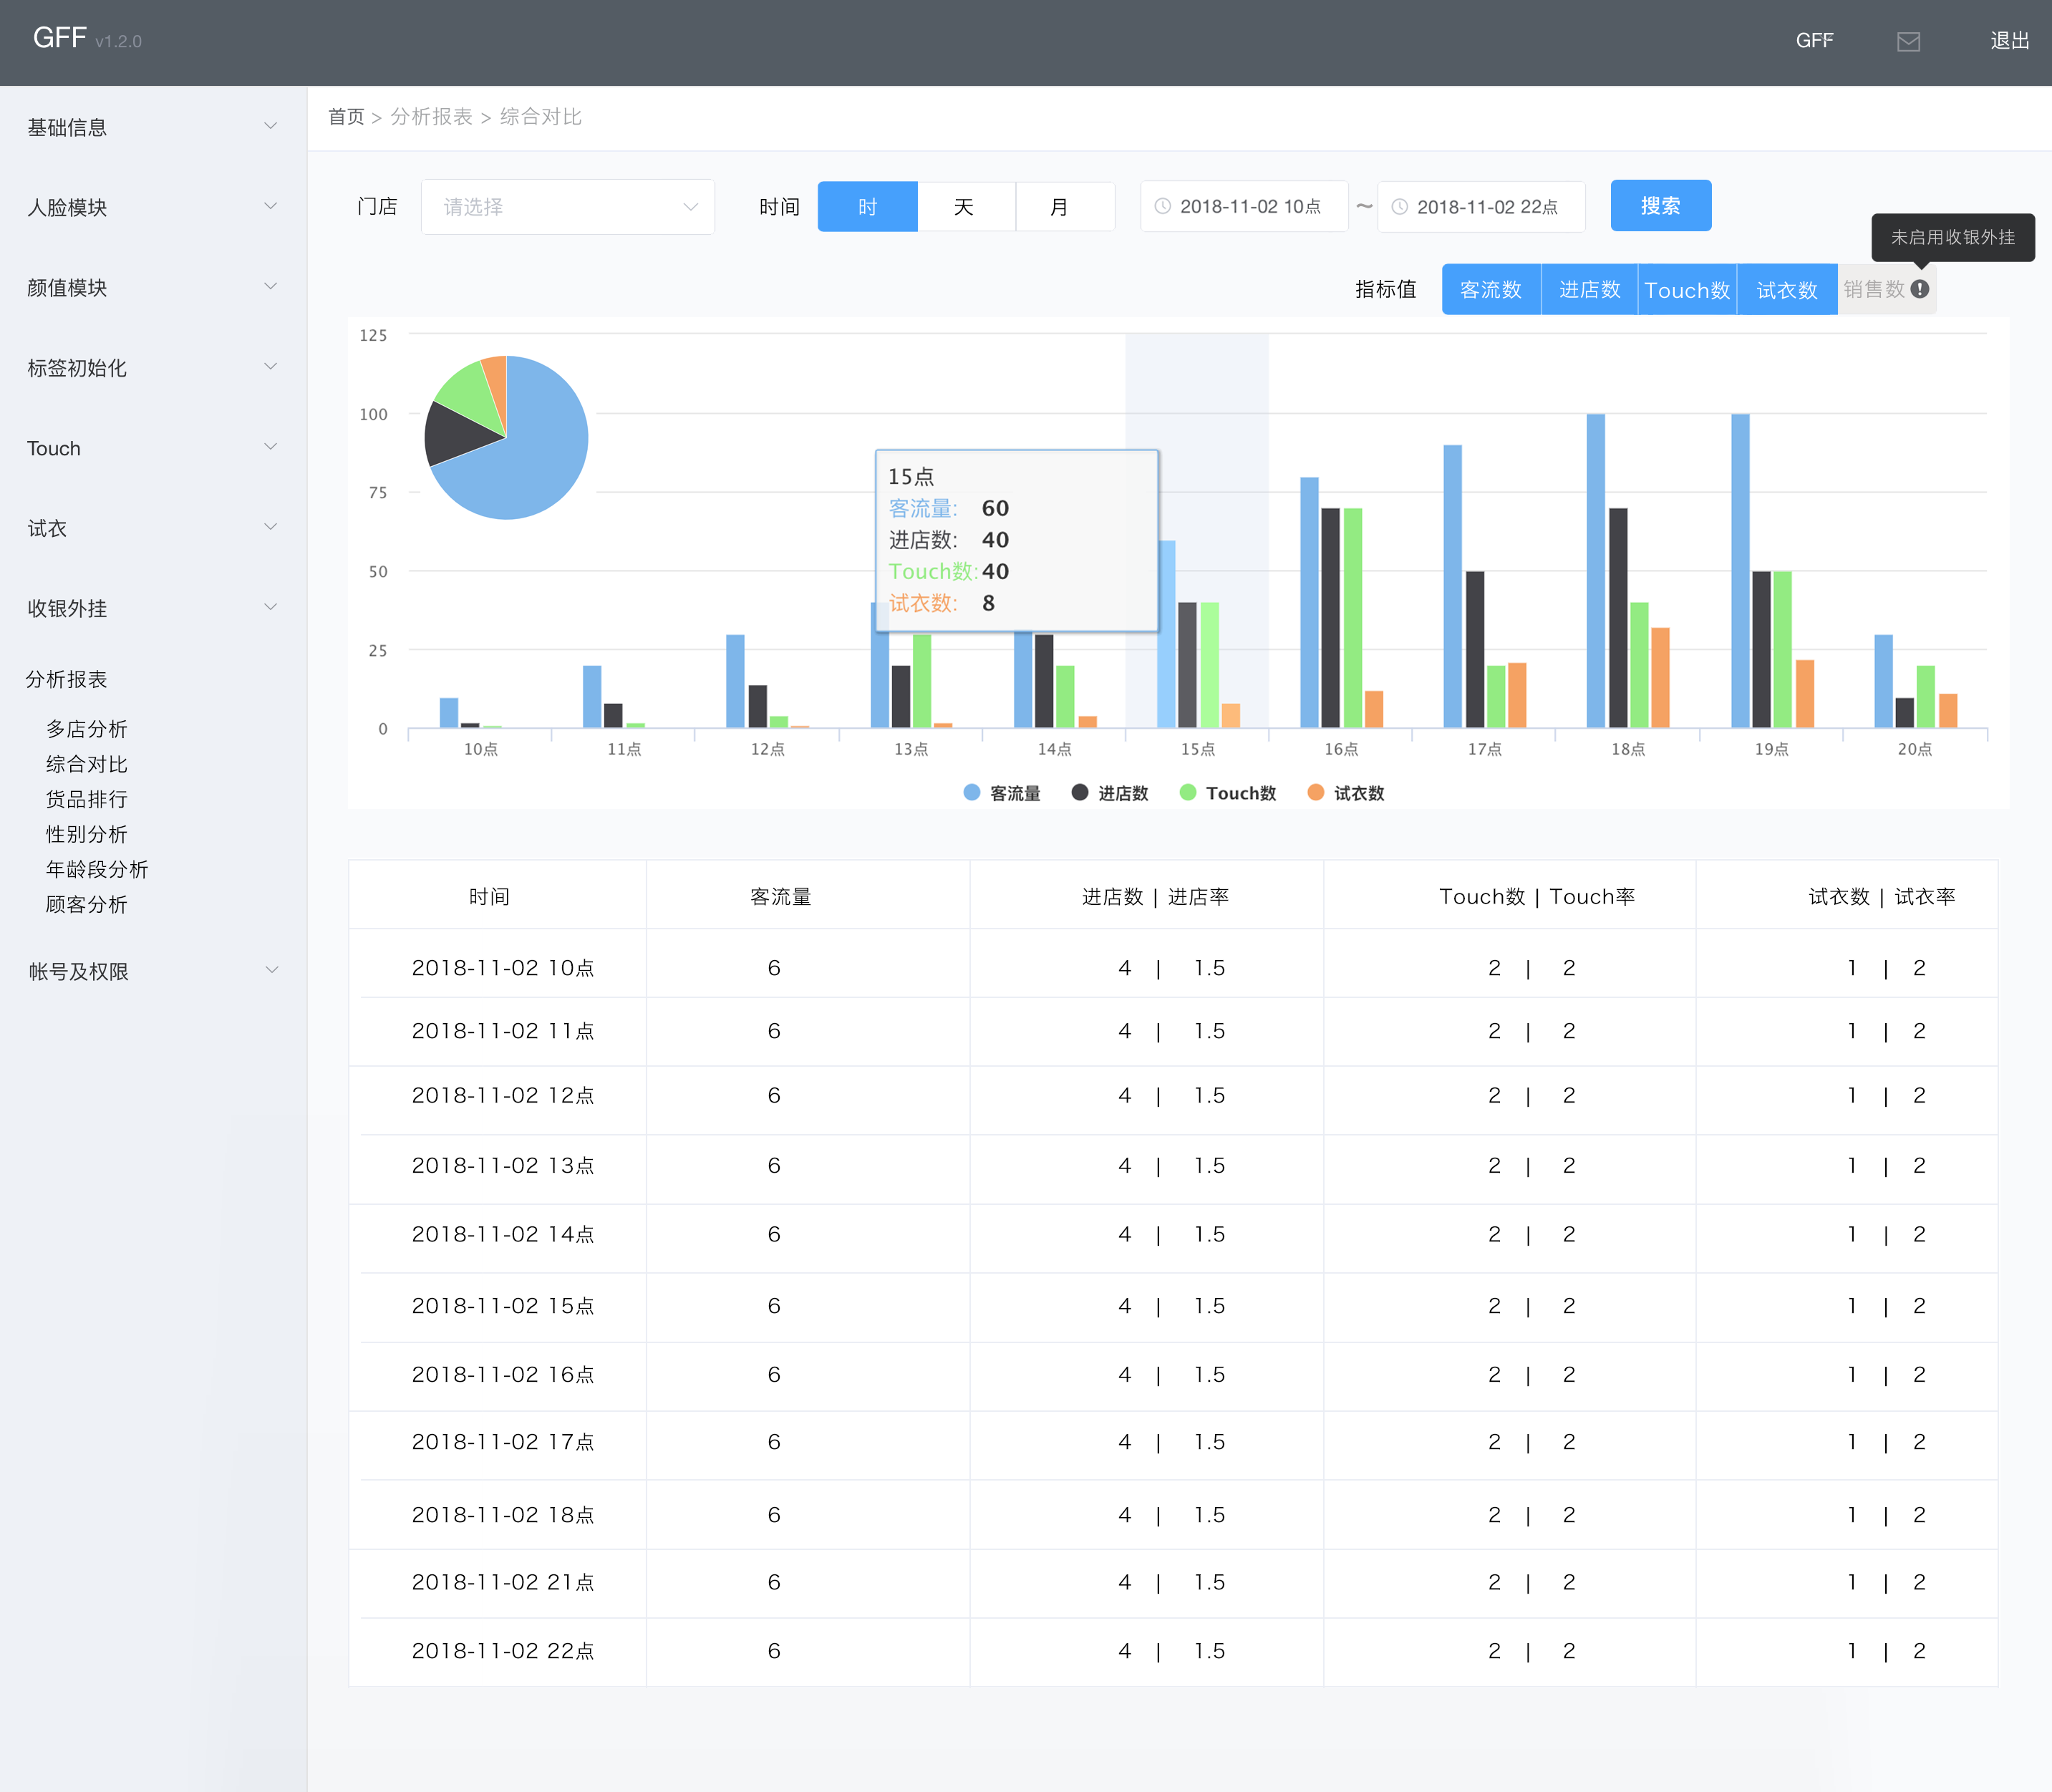 GFF v1.2.0
GFF
退出
基础信息
人脸模块
颜值模块
标签初始化
Touch
试衣
收银外挂
分析报表
多店分析
综合对比
货品排行
性别分析
年龄段分析
顾客分析
帐号及权限
首页 > 分析报表 > 综合对比
门店 请选择 时间 时 天 月 2018-11-02 10点 ~ 2018-11-02 22点 搜索
未启用收银外挂
指标值 客流数 进店数 Touch数 试衣数 销售数
125
100
75
50
25
0
15点
客流量: 60
进店数: 40
Touch数: 40
试衣数: 8
10点 11点 12点 13点 14点 15点 16点 17点 18点 19点 20点
客流量 进店数 Touch数 试衣数
时间 客流量 进店数 | 进店率 Touch数 | Touch率 试衣数 | 试衣率
2018-11-02 10点 6 4 | 1.5 2 | 2 1 | 2
2018-11-02 11点 6 4 | 1.5 2 | 2 1 | 2
2018-11-02 12点 6 4 | 1.5 2 | 2 1 | 2
2018-11-02 13点 6 4 | 1.5 2 | 2 1 | 2
2018-11-02 14点 6 4 | 1.5 2 | 2 1 | 2
2018-11-02 15点 6 4 | 1.5 2 | 2 1 | 2
2018-11-02 16点 6 4 | 1.5 2 | 2 1 | 2
2018-11-02 17点 6 4 | 1.5 2 | 2 1 | 2
2018-11-02 18点 6 4 | 1.5 2 | 2 1 | 2
2018-11-02 21点 6 4 | 1.5 2 | 2 1 | 2
2018-11-02 22点 6 4 | 1.5 2 | 2 1 | 2